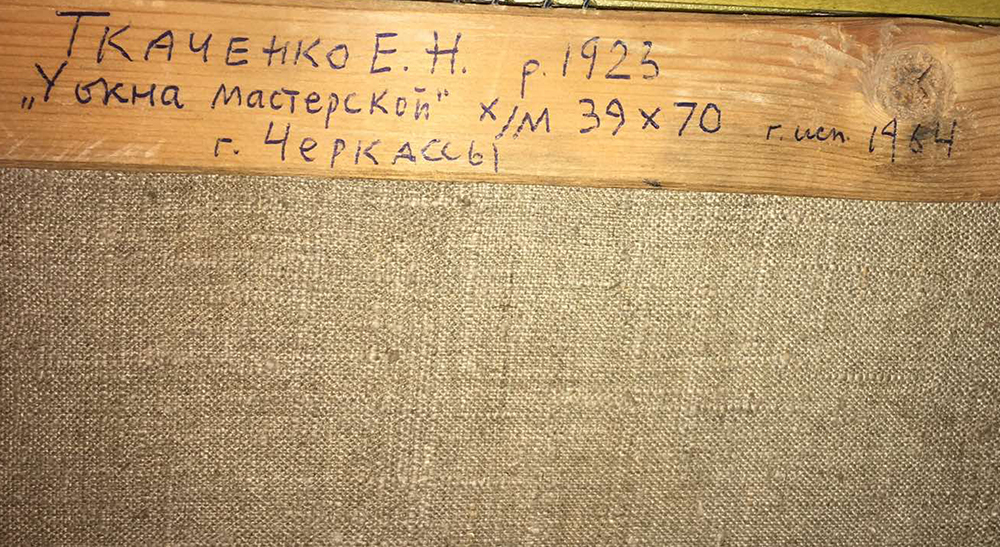 Ткаченко Е. Н. р. 1923
„У окна мастерской" х/м 39 х 70 г. исп. 1964
г. Черкассы